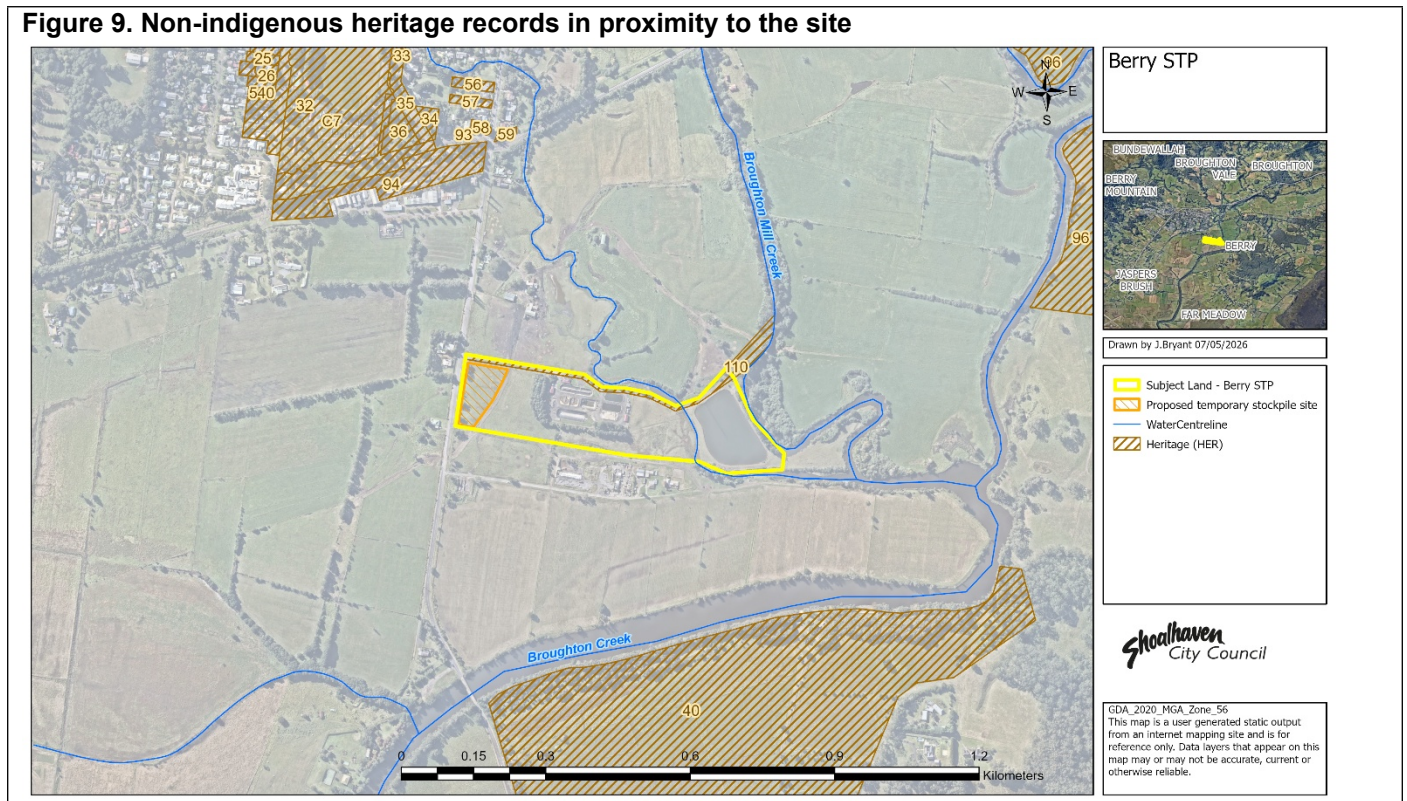 Figure 9. Non-indigenous heritage records in proximity to the site
25
26
540
32
C7
33
35
34
36
94
56
57
93
58
59
96
N
W
E
S
96
Broughton Mill Creek
110
Broughton Creek
40
0
0.15
0.3
0.6
0.9
1.2
Kilometers
Berry STP
BUNDEWALLAH
BROUGHTON
VALE
BROUGHTON
BERRY
MOUNTAIN
BERRY
JASPERS
BRUSH
FAR MEADOW
Drawn by J.Bryant 07/05/2026
Subject Land - Berry STP
Proposed temporary stockpile site
WaterCentreline
Heritage (HER)
Shoalhaven
City Council
GDA_2020_MGA_Zone_56
This map is a user generated static output
from an internet mapping site and is for
reference only. Data layers that appear on this
map may or may not be accurate, current or
otherwise reliable.